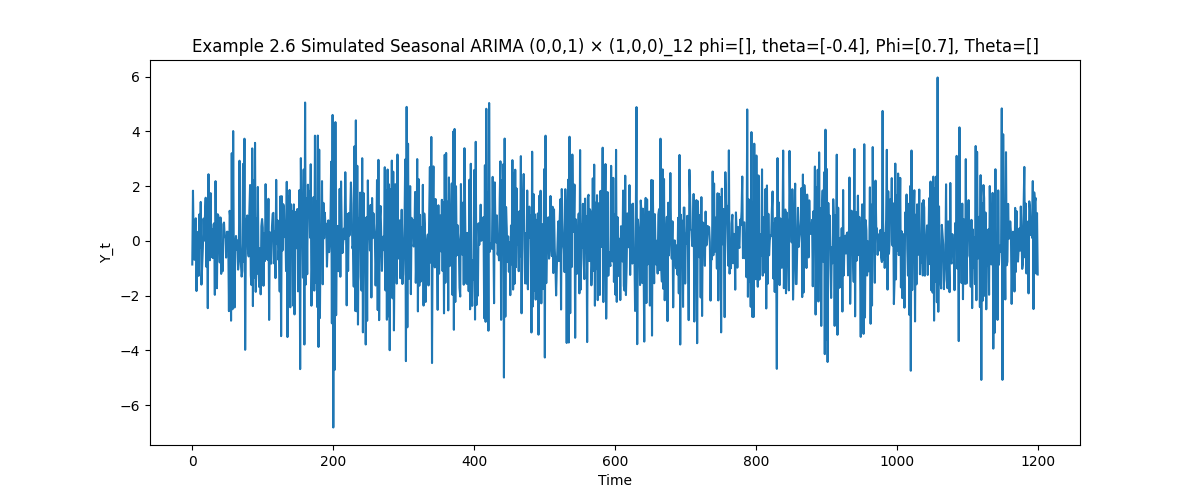 Example 2.6 Simulated Seasonal ARIMA (0,0,1) × (1,0,0)_12 phi=[], theta=[-0.4], Phi=[0.7], Theta=[]
6
4
2
0
−2
−4
−6
Y_t
0 200 400 600 800 1000 1200
Time